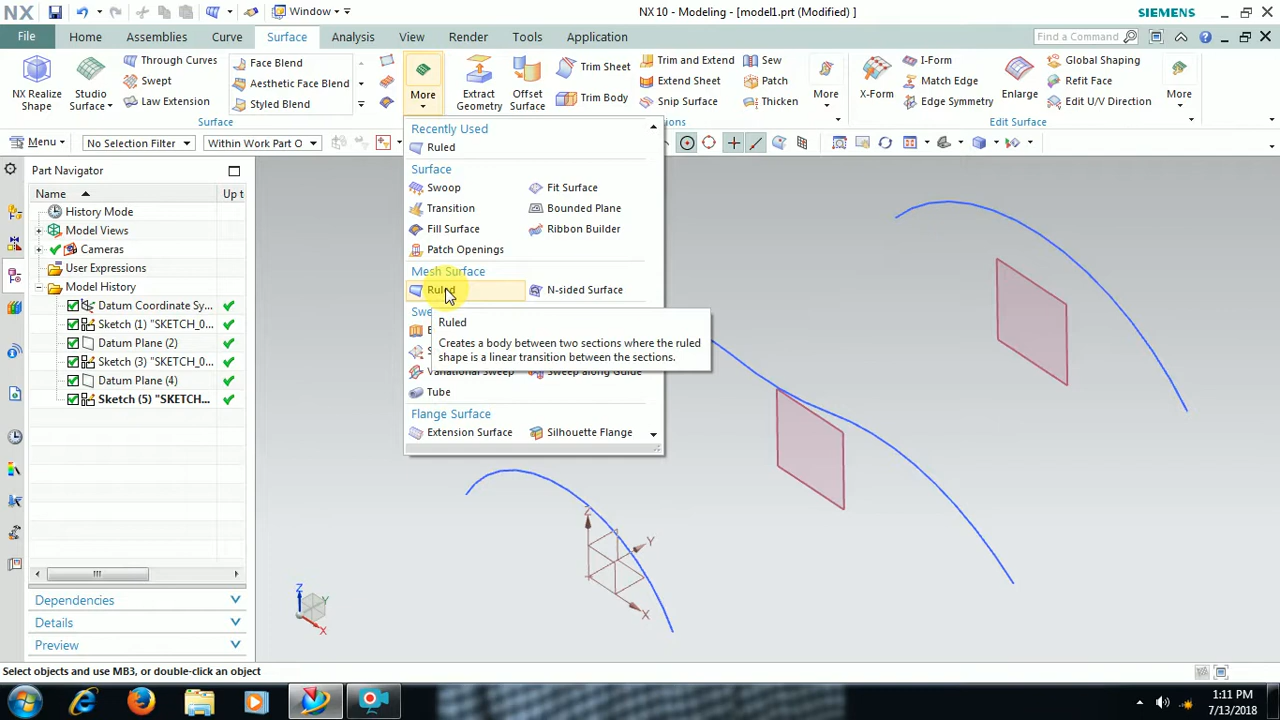 NX
Window
NX 10 - Modeling - [model1.prt (Modified) ]
SIEMENS
File
Home
Assemblies
Curve
Surface
Analysis
View
Render
Tools
Application
Find a Command
NX Realize
Shape
Studio
Surface
Through Curves
Swept
Law Extension
Face Blend
Aesthetic Face Blend
Styled Blend
More
Extract
Geometry
Offset
Surface
Trim Sheet
Trim Body
Trim and Extend
Extend Sheet
Snip Surface
Sew
Patch
Thicken
More
X-Form
I-Form
Match Edge
Edge Symmetry
Enlarge
Global Shaping
Refit Face
Edit U/V Direction
More
Surface
Edit Surface
Menu
No Selection Filter
Within Work Part O
Part Navigator
Name
Up t
History Mode
Model Views
Cameras
User Expressions
Model History
Datum Coordinate Sy...
Sketch (1) "SKETCH_0...
Datum Plane (2)
Sketch (3) "SKETCH_0...
Datum Plane (4)
Sketch (5) "SKETCH...
Dependencies
Details
Preview
Recently Used
Ruled
Surface
Swoop
Fit Surface
Transition
Bounded Plane
Fill Surface
Ribbon Builder
Patch Openings
Mesh Surface
Ruled
N-sided Surface
Ruled
Creates a body between two sections where the ruled
shape is a linear transition between the sections.
Variational Sweep
Sweep along Guide
Tube
Flange Surface
Extension Surface
Silhouette Flange
Z
Y
X
Z
Y
X
Select objects and use MB3, or double-click an object
1:11 PM
7/13/2018